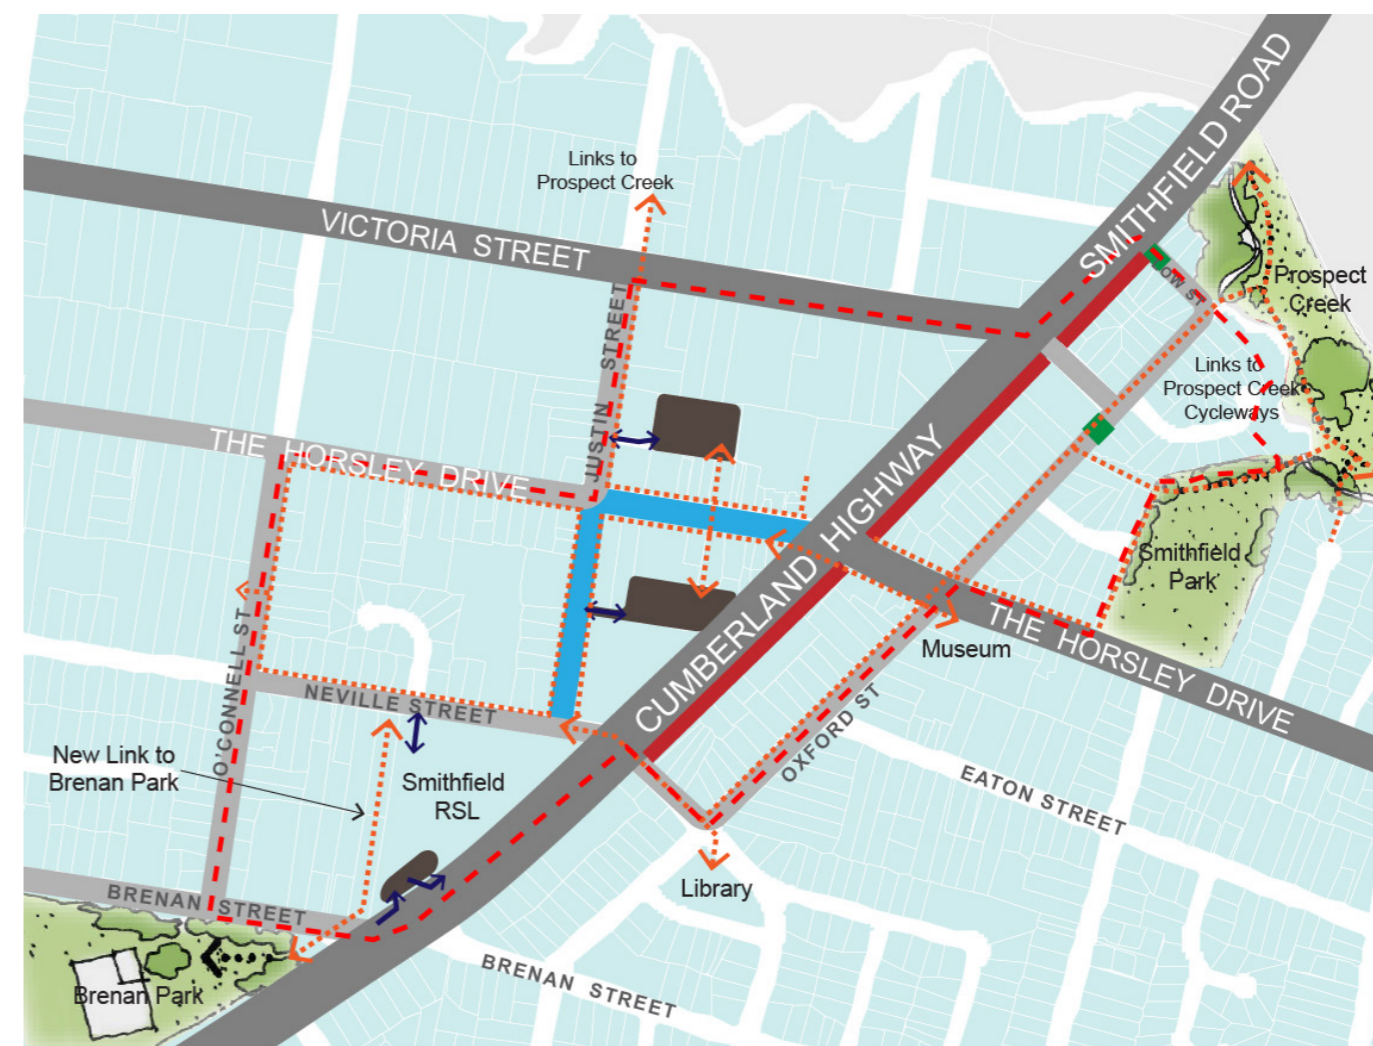 SMITHFIELD ROAD
Links to
Prospect Creek
VICTORIA STREET
Prospect
Creek
OW ST
JUSTIN STREET
Links to
Prospect Creek
Cycleways
THE HORSLEY DRIVE
CUMBERLAND HIGHWAY
Smithfield
Park
THE HORSLEY DRIVE
Museum
O'CONNELL ST
NEVILLE STREET
OXFORD ST
New Link to
Brenan Park
Smithfield
RSL
EATON STREET
Library
BRENAN STREET
BRENAN STREET
Brenan Park